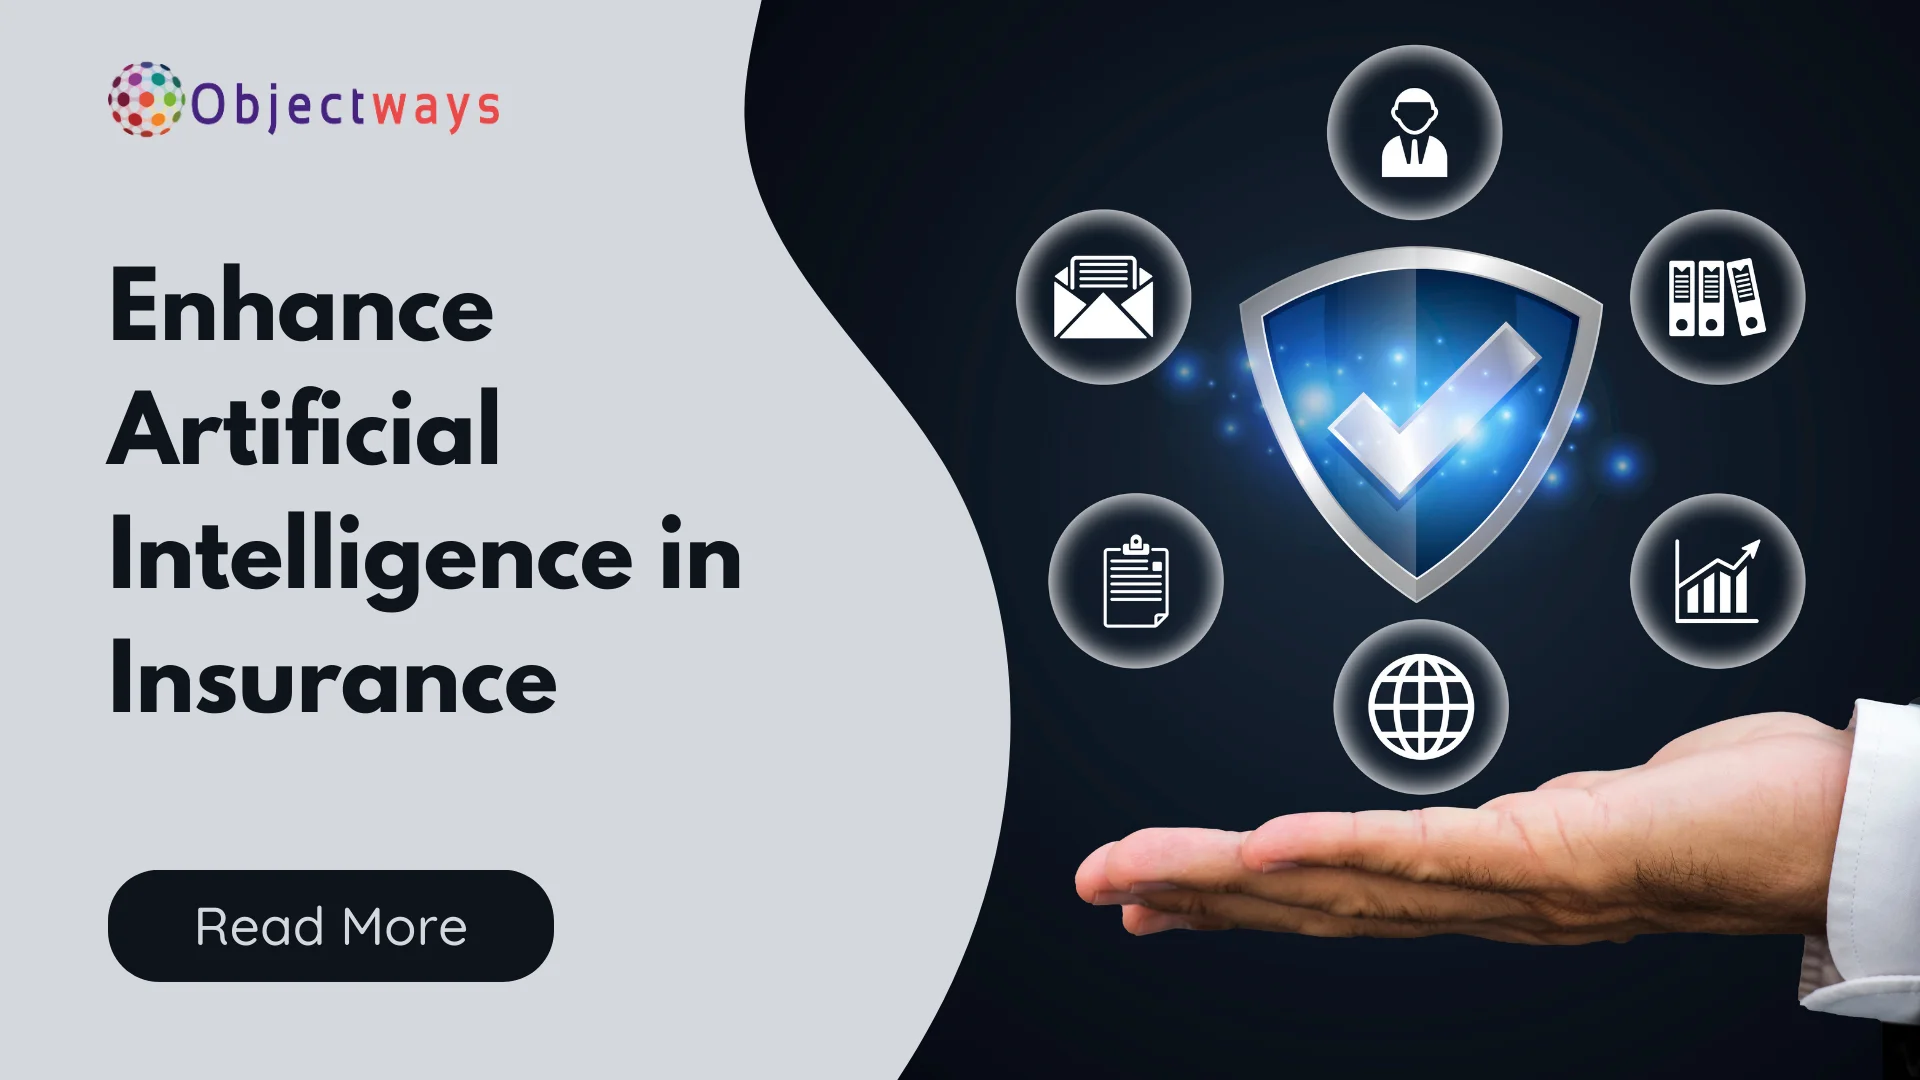 Objectways
Enhance
Artificial
Intelligence in
Insurance
Read More